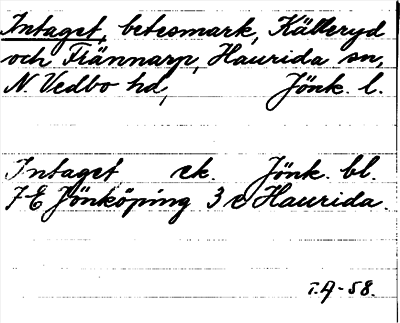 Intaget, betesmark, Källeryd
och Flännarp, Haurida sn,
N. Vedbo hd, Jönk. l.
Intaget ek. Jönk. bl.
7 E Jönköping 3 c Haurida.
T.A-58.